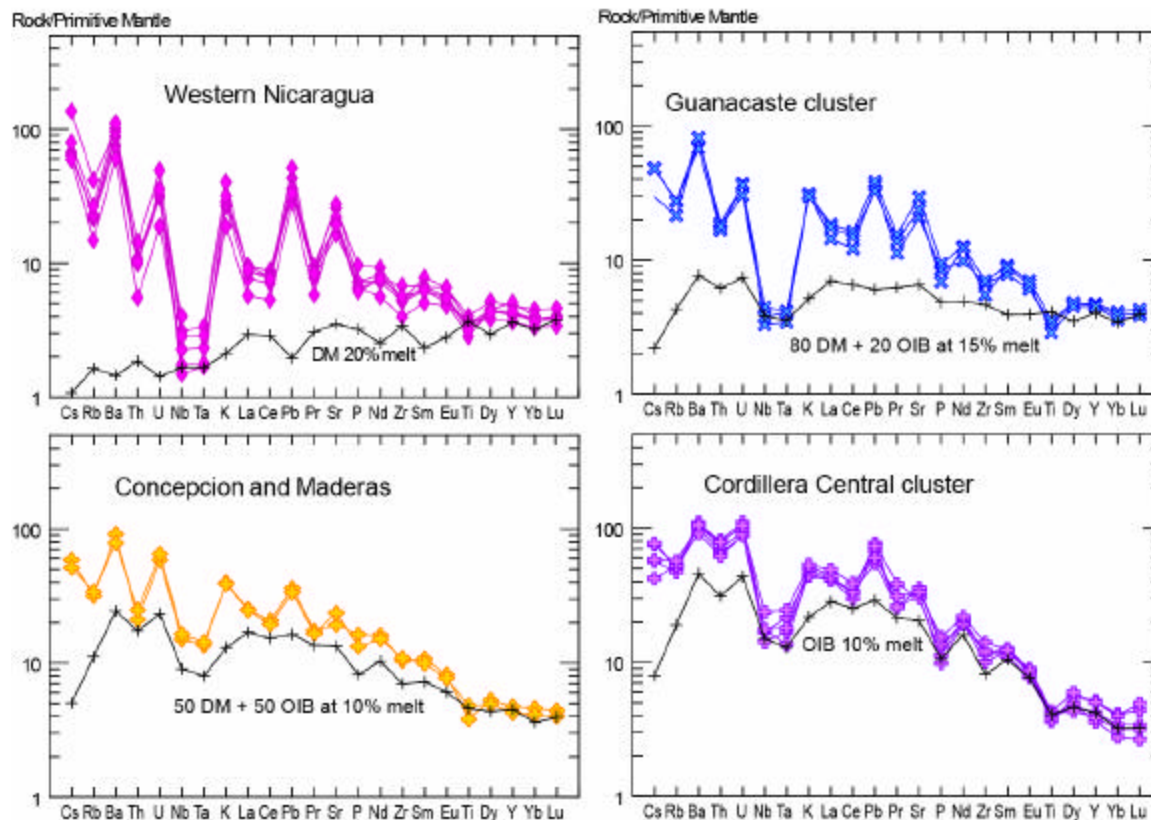 Rock/Primitive Mantle
Western Nicaragua
100
10
1
DM 20% melt
Cs Rb Ba Th U Nb Ta K La Ce Pb Pr Sr P Nd Zr Sm Eu Ti Dy Y Yb Lu
Rock/Primitive Mantle
Guanacaste cluster
100
10
1
80 DM + 20 OIB at 15% melt
Cs Rb Ba Th U Nb Ta K La Ce Pb Pr Sr P Nd Zr Sm Eu Ti Dy Y Yb Lu
Concepcion and Maderas
100
10
1
50 DM + 50 OIB at 10% melt
Cs Rb Ba Th U Nb Ta K La Ce Pb Pr Sr P Nd Zr Sm Eu Ti Dy Y Yb Lu
Cordillera Central cluster
100
10
1
OIB 10% melt
Cs Rb Ba Th U Nb Ta K La Ce Pb Pr Sr P Nd Zr Sm Eu Ti Dy Y Yb Lu